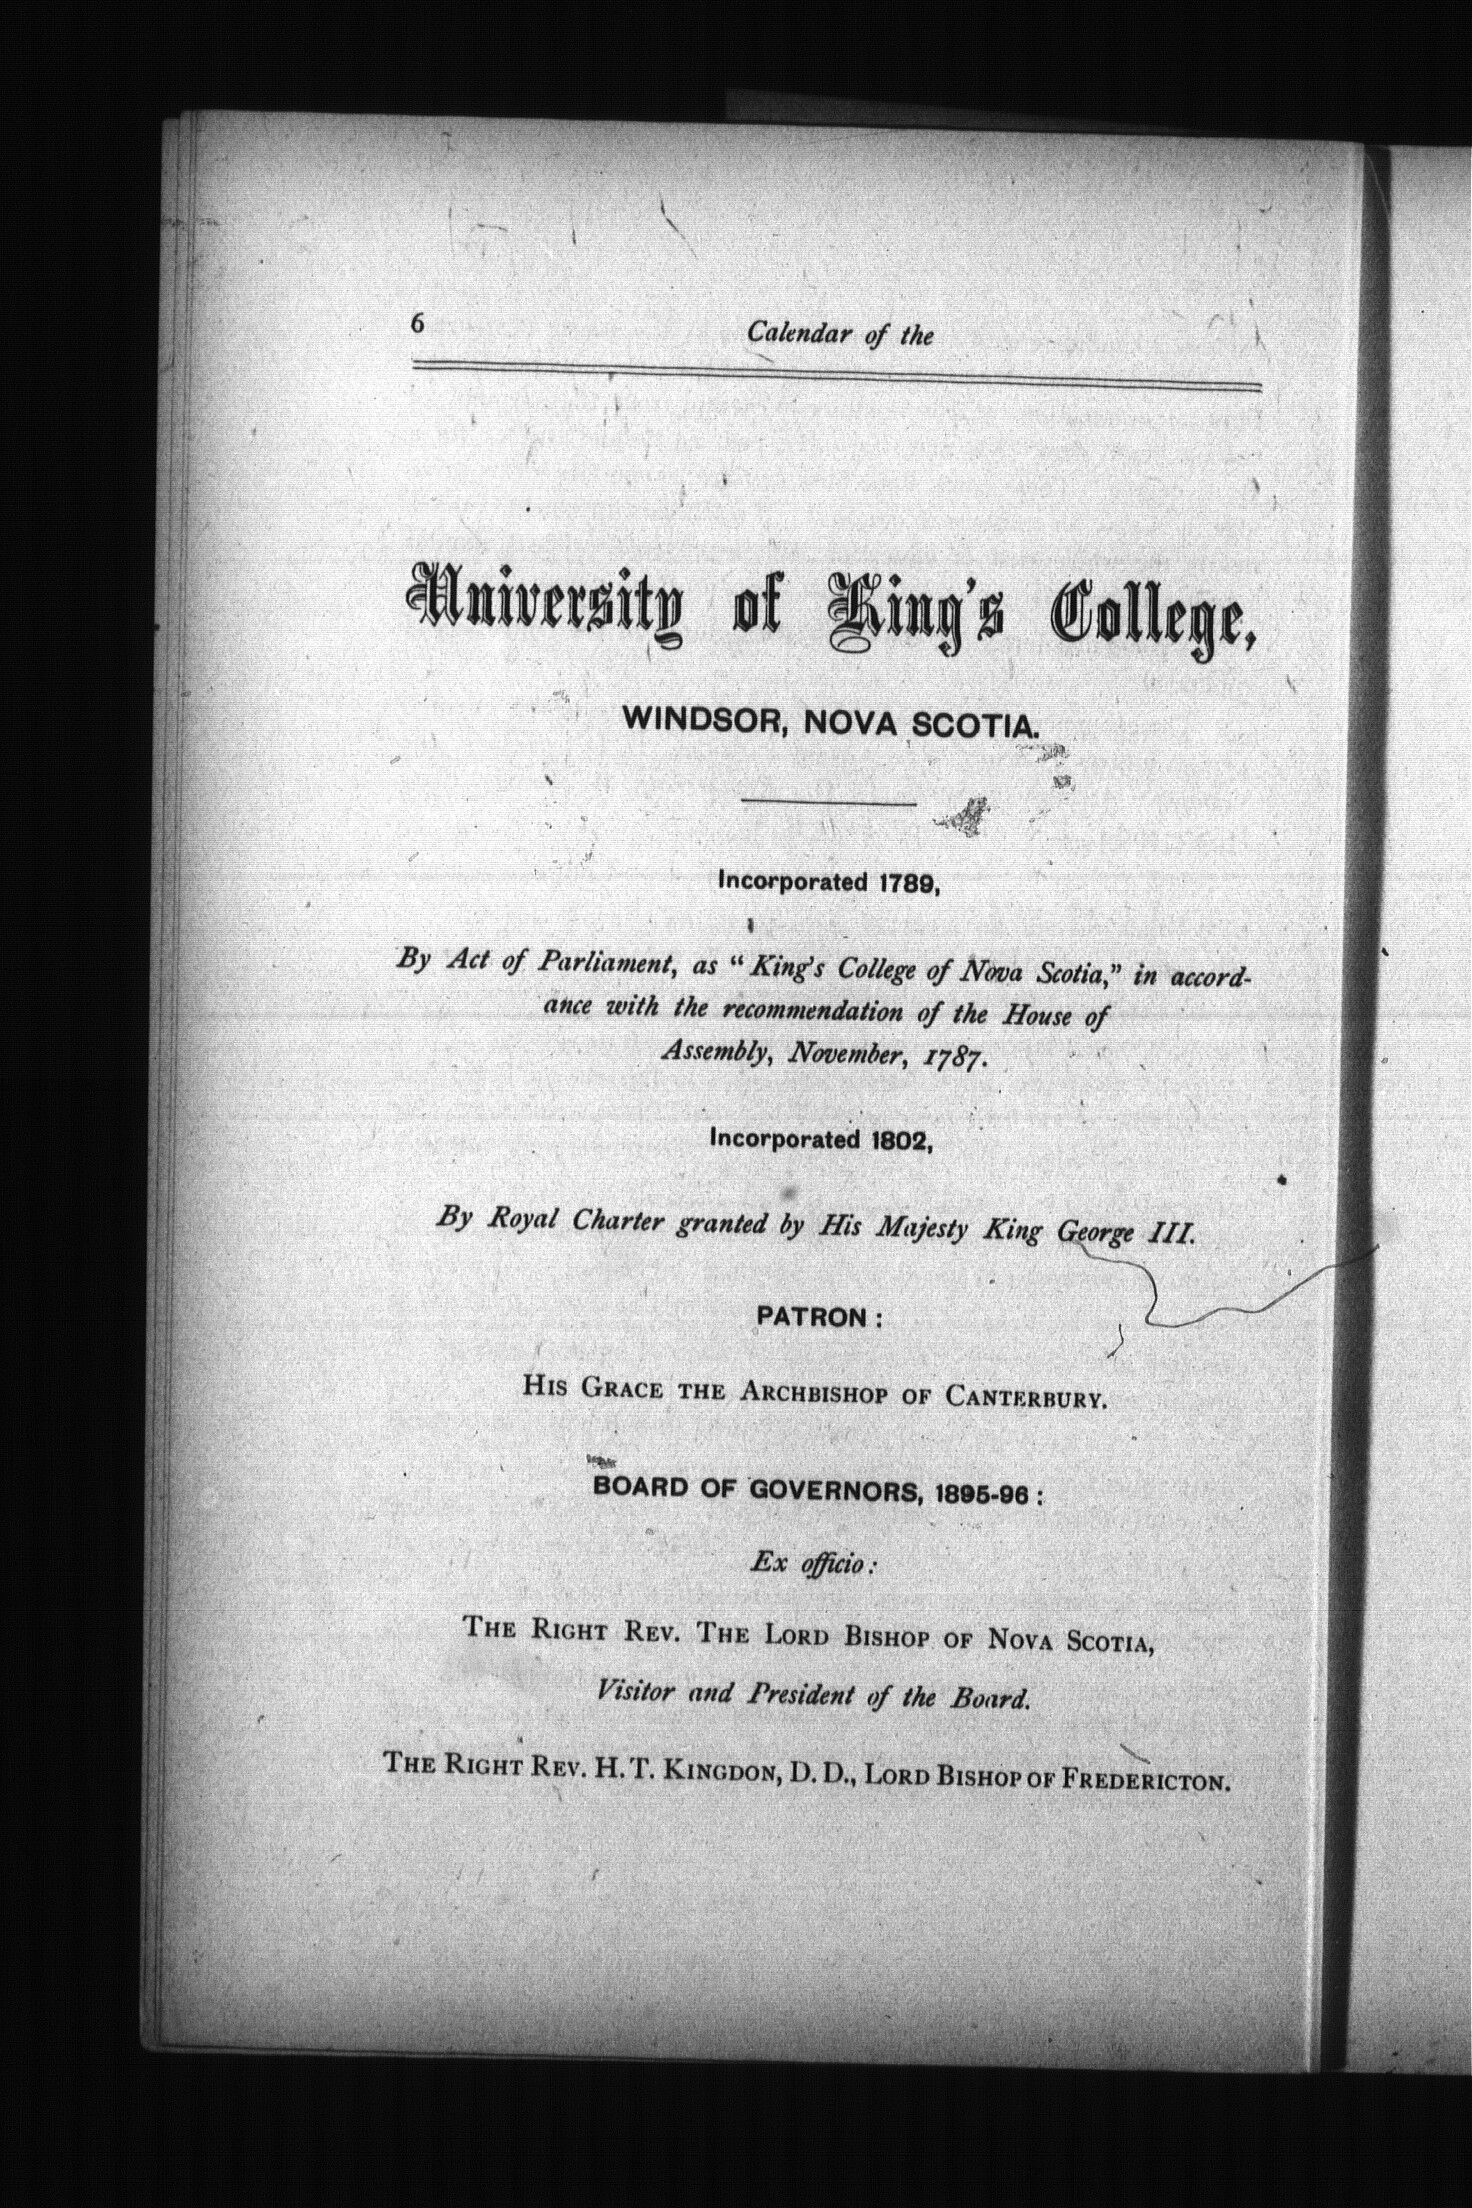 6
Calendar of the
University of King's College,
WINDSOR, NOVA SCOTIA.
Incorporated 1789,
By Act of Parliament, as “King's College of Nova Scotia,” in accord-
ance with the recommendation of the House of
Assembly, November, 1787.
Incorporated 1802,
By Royal Charter granted by His Majesty King George III.
PATRON:
HIS GRACE THE ARCHBISHOP OF CANTERBURY.
BOARD OF GOVERNORS, 1895-96:
Ex officio:
THE RIGHT REV. THE LORD BISHOP OF NOVA SCOTIA,
Visitor and President of the Board.
THE RIGHT REV. H. T. KINGDON, D. D., LORD BISHOP OF FREDERICTON.